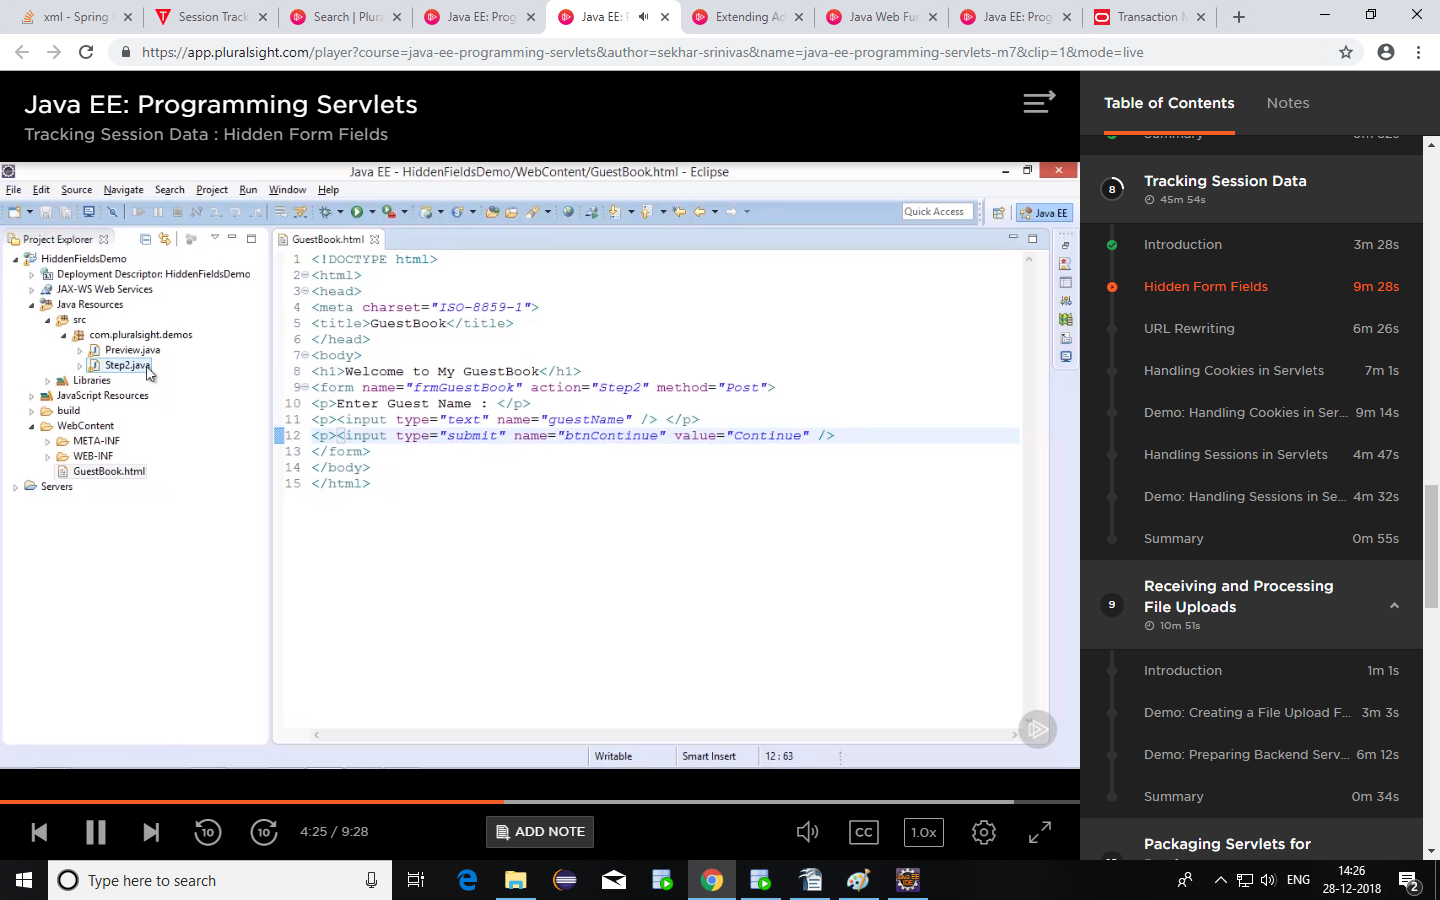 xml - Spring M
Session Track
Search | Plura
Java EE: Prog
Java EE: P
Extending Ad
Java Web Fun
Java EE: Prog
Transaction M
https://app.pluralsight.com/player?course=java-ee-programming-servlets&author=sekhar-srinivas&name=java-ee-programming-servlets-m7&clip=1&mode=live
Java EE: Programming Servlets
Tracking Session Data : Hidden Form Fields
Java EE - HiddenFieldsDemo/WebContent/GuestBook.html - Eclipse
File Edit Source Navigate Search Project Run Window Help
Quick Access
Java EE
Project Explorer
HiddenFieldsDemo
Deployment Descriptor: HiddenFieldsDemo
JAX-WS Web Services
Java Resources
src
com.pluralsight.demos
Preview.java
Step2.java
Libraries
JavaScript Resources
build
WebContent
META-INF
WEB-INF
GuestBook.html
Servers
GuestBook.html
1 <!DOCTYPE html>
2 <html>
3 <head>
4 <meta charset="ISO-8859-1">
5 <title>GuestBook</title>
6 </head>
7 <body>
8 <h1>Welcome to My GuestBook</h1>
9 <form name="frmGuestBook" action="Step2" method="Post">
10 <p>Enter Guest Name : </p>
11 <p><input type="text" name="guestName" /> </p>
12 <p><input type="submit" name="btnContinue" value="Continue" />
13 </form>
14 </body>
15 </html>
Writable
Smart Insert
12 : 63
4:25 / 9:28
10
10
ADD NOTE
CC
1.0x
Table of Contents
Notes
Summary
8
Tracking Session Data
45m 54s
Introduction 3m 28s
Hidden Form Fields 9m 28s
URL Rewriting 6m 26s
Handling Cookies in Servlets 7m 1s
Demo: Handling Cookies in Ser... 9m 14s
Handling Sessions in Servlets 4m 47s
Demo: Handling Sessions in Se... 4m 32s
Summary 0m 55s
9
Receiving and Processing
File Uploads
10m 51s
Introduction 1m 1s
Demo: Creating a File Upload F... 3m 3s
Demo: Preparing Backend Serv... 6m 12s
Summary 0m 34s
Packaging Servlets for
Type here to search
ENG
14:26
28-12-2018
2